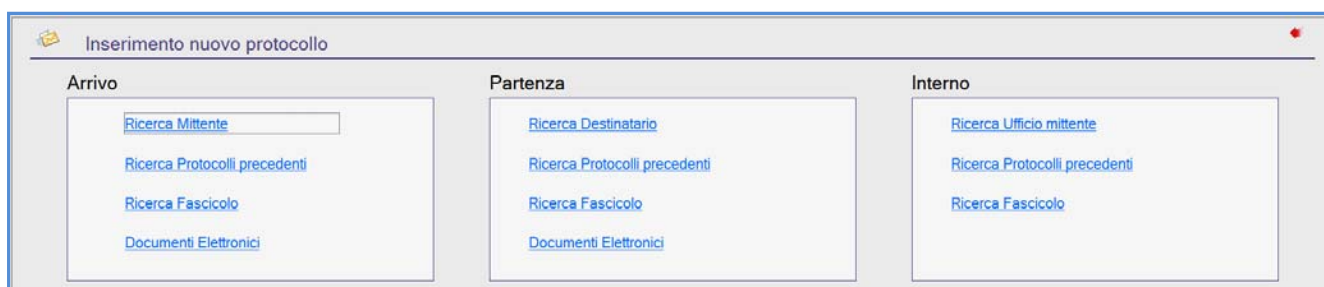 Inserimento nuovo protocollo
Arrivo
Ricerca Mittente
Ricerca Protocolli precedenti
Ricerca Fascicolo
Documenti Elettronici
Partenza
Ricerca Destinatario
Ricerca Protocolli precedenti
Ricerca Fascicolo
Documenti Elettronici
Interno
Ricerca Ufficio mittente
Ricerca Protocolli precedenti
Ricerca Fascicolo